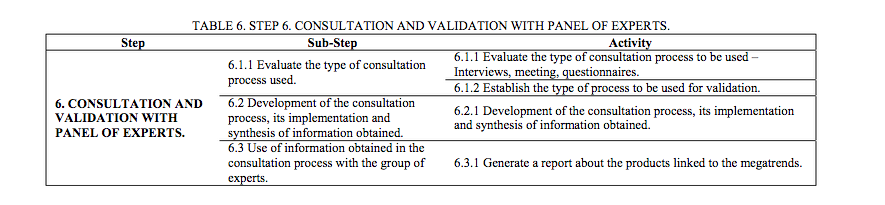 TABLE 6. STEP 6. CONSULTATION AND VALIDATION WITH PANEL OF EXPERTS.
Step Sub-Step Activity
6. CONSULTATION AND
VALIDATION WITH
PANEL OF EXPERTS.
6.1.1 Evaluate the type of consultation
process used.
6.1.1 Evaluate the type of consultation process to be used –
Interviews, meeting, questionnaires.
6.1.2 Establish the type of process to be used for validation.
6.2 Development of the consultation
process, its implementation and
synthesis of information obtained.
6.2.1 Development of the consultation process, its implementation
and synthesis of information obtained.
6.3 Use of information obtained in the
consultation process with the group of
experts.
6.3.1 Generate a report about the products linked to the megatrends.